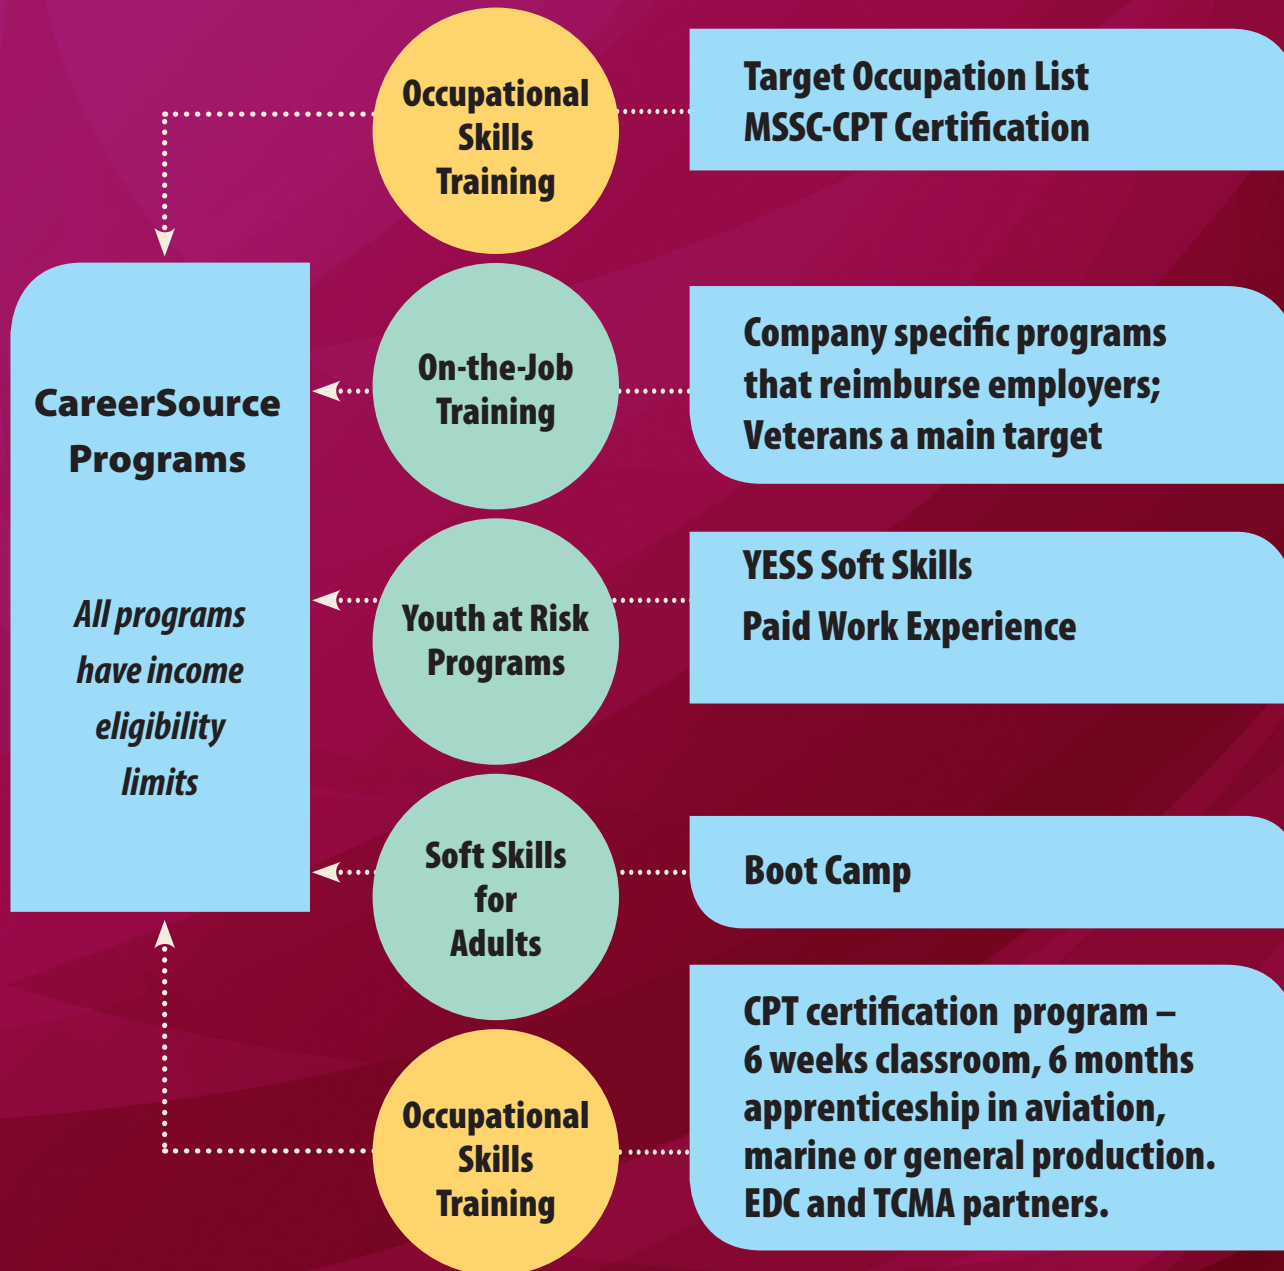 Occupational
Skills
Training
Target Occupation List
MSSC-CPT Certification
CareerSource
Programs
All programs
have income
eligibility
limits
On-the-Job
Training
Company specific programs
that reimburse employers;
Veterans a main target
Youth at Risk
Programs
YESS Soft Skills
Paid Work Experience
Soft Skills
for
Adults
Boot Camp
Occupational
Skills
Training
CPT certification program –
6 weeks classroom, 6 months
apprenticeship in aviation,
marine or general production.
EDC and TCMA partners.